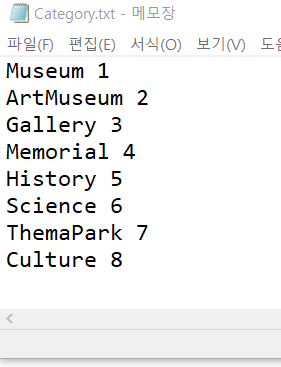 Category.txt - 메모장
파일(F) 편집(E) 서식(O) 보기(V)
Museum 1
ArtMuseum 2
Gallery 3
Memorial 4
History 5
Science 6
ThemaPark 7
Culture 8